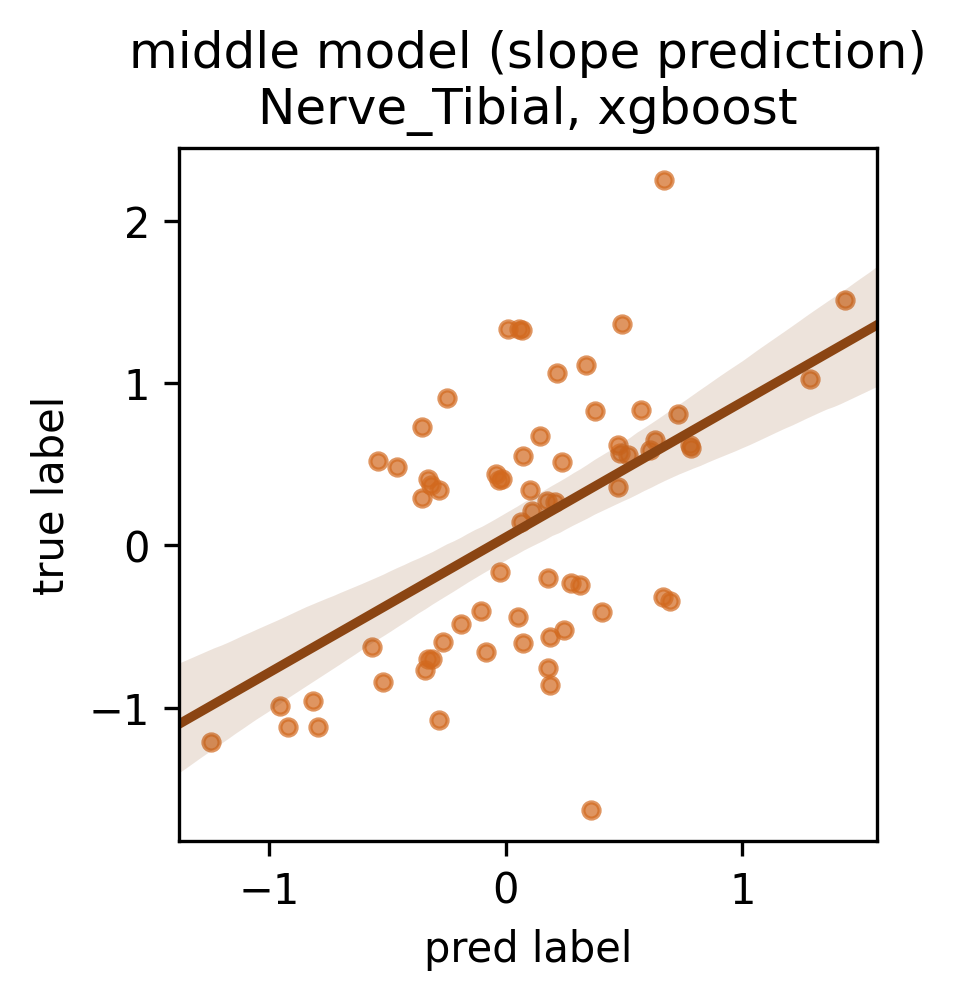 middle model (slope prediction)
Nerve_Tibial, xgboost
2
1
0
−1
true label
−1
0
1
pred label